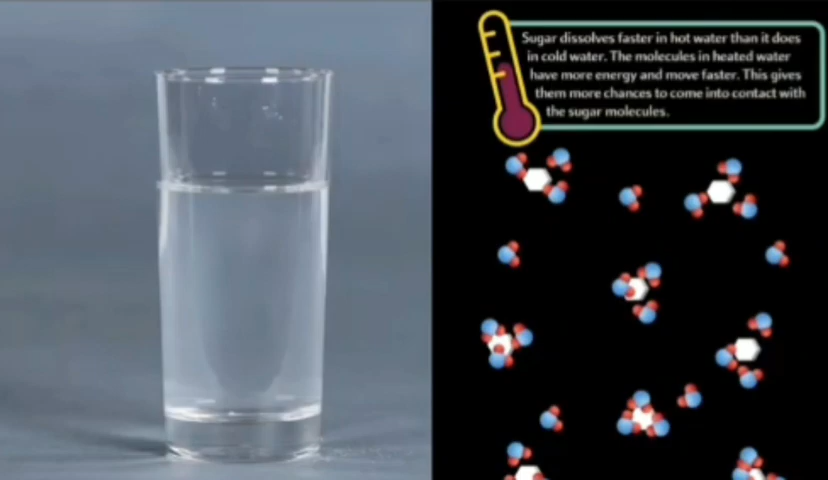 Sugar dissolves faster in hot water than it does
in cold water. The molecules in heated water
have more energy and move faster. This gives
them more chances to come into contact with
the sugar molecules.